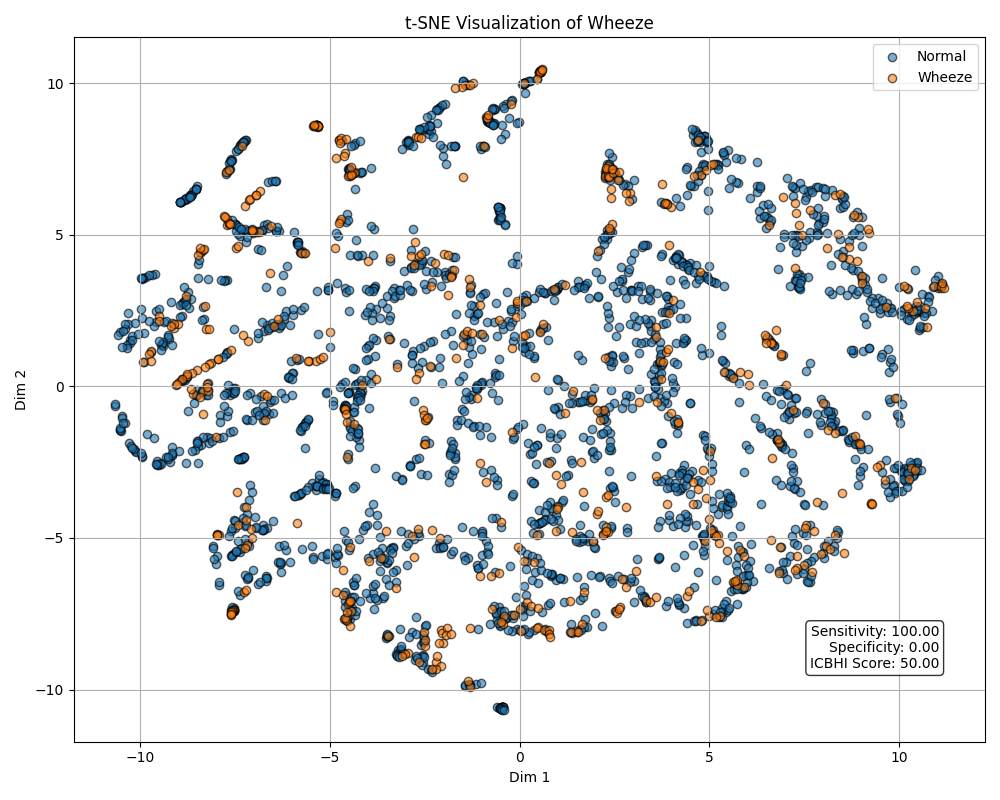 t-SNE Visualization of Wheeze
Normal
Wheeze
10
5
0
−5
−10
Dim 2
Sensitivity: 100.00
Specificity: 0.00
ICBHI Score: 50.00
−10
−5
0
5
10
Dim 1